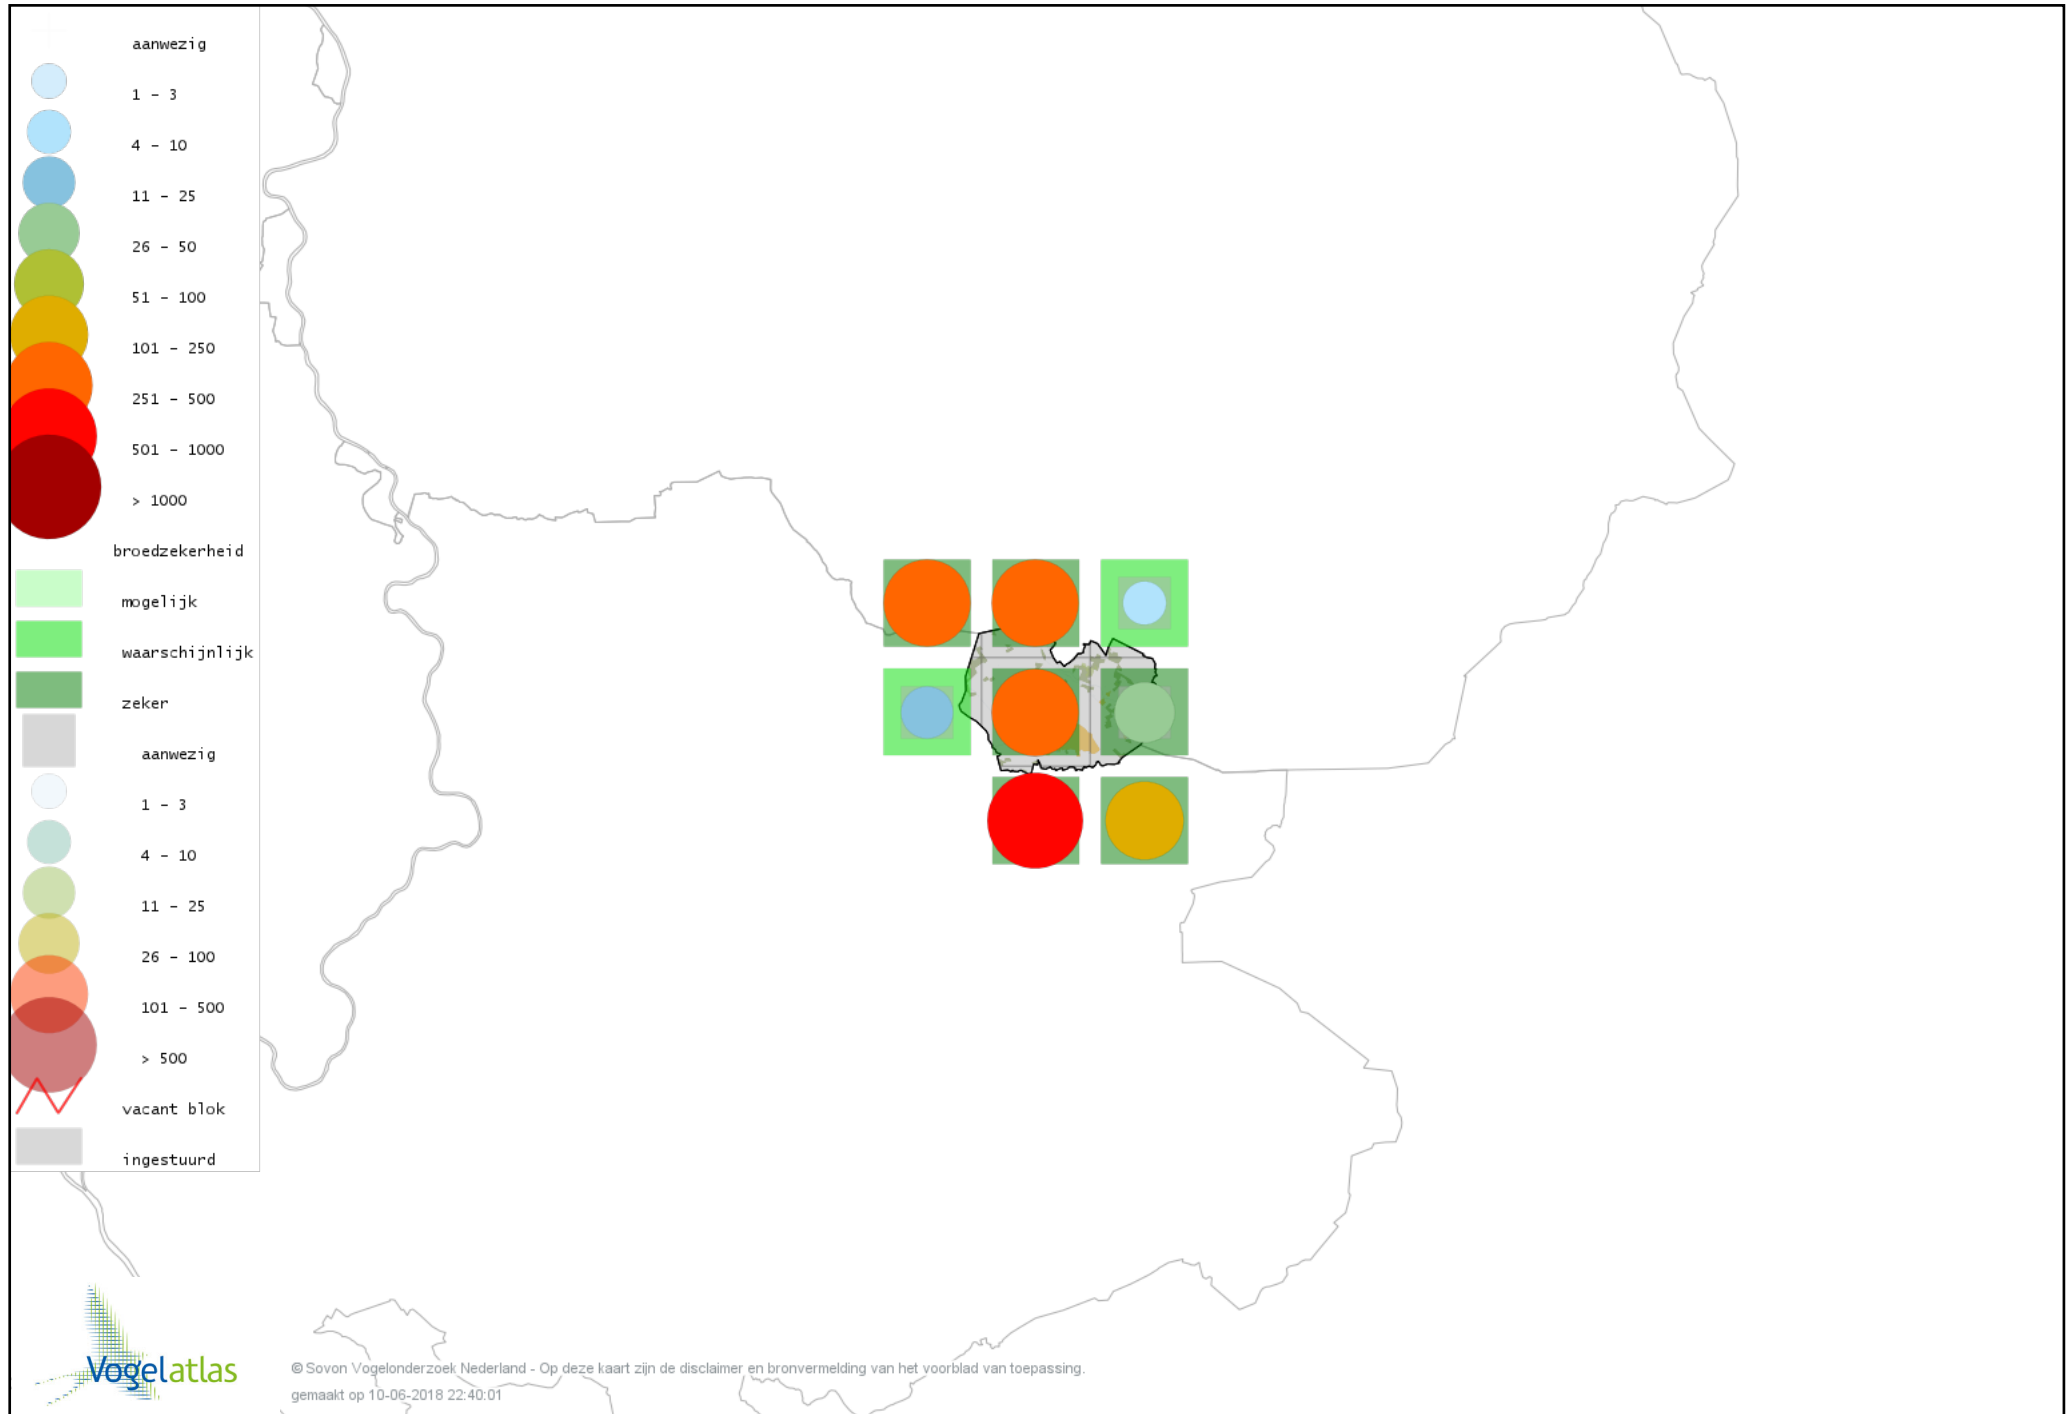 aanwezig
1 - 3
4 - 10
11 - 25
26 - 50
51 - 100
101 - 250
251 - 500
501 - 1000
> 1000
broedzekerheid
mogelijk
waarschijnlijk
zeker
aanwezig
1 - 3
4 - 10
11 - 25
26 - 100
101 - 500
> 500
vacant blok
ingestuurd
Vogelatlas
© Sovon Vogelonderzoek Nederland - Op deze kaart zijn de disclaimer en bronvermelding van het voorblad van toepassing.
gemaakt op 10-06-2018 22:40:01